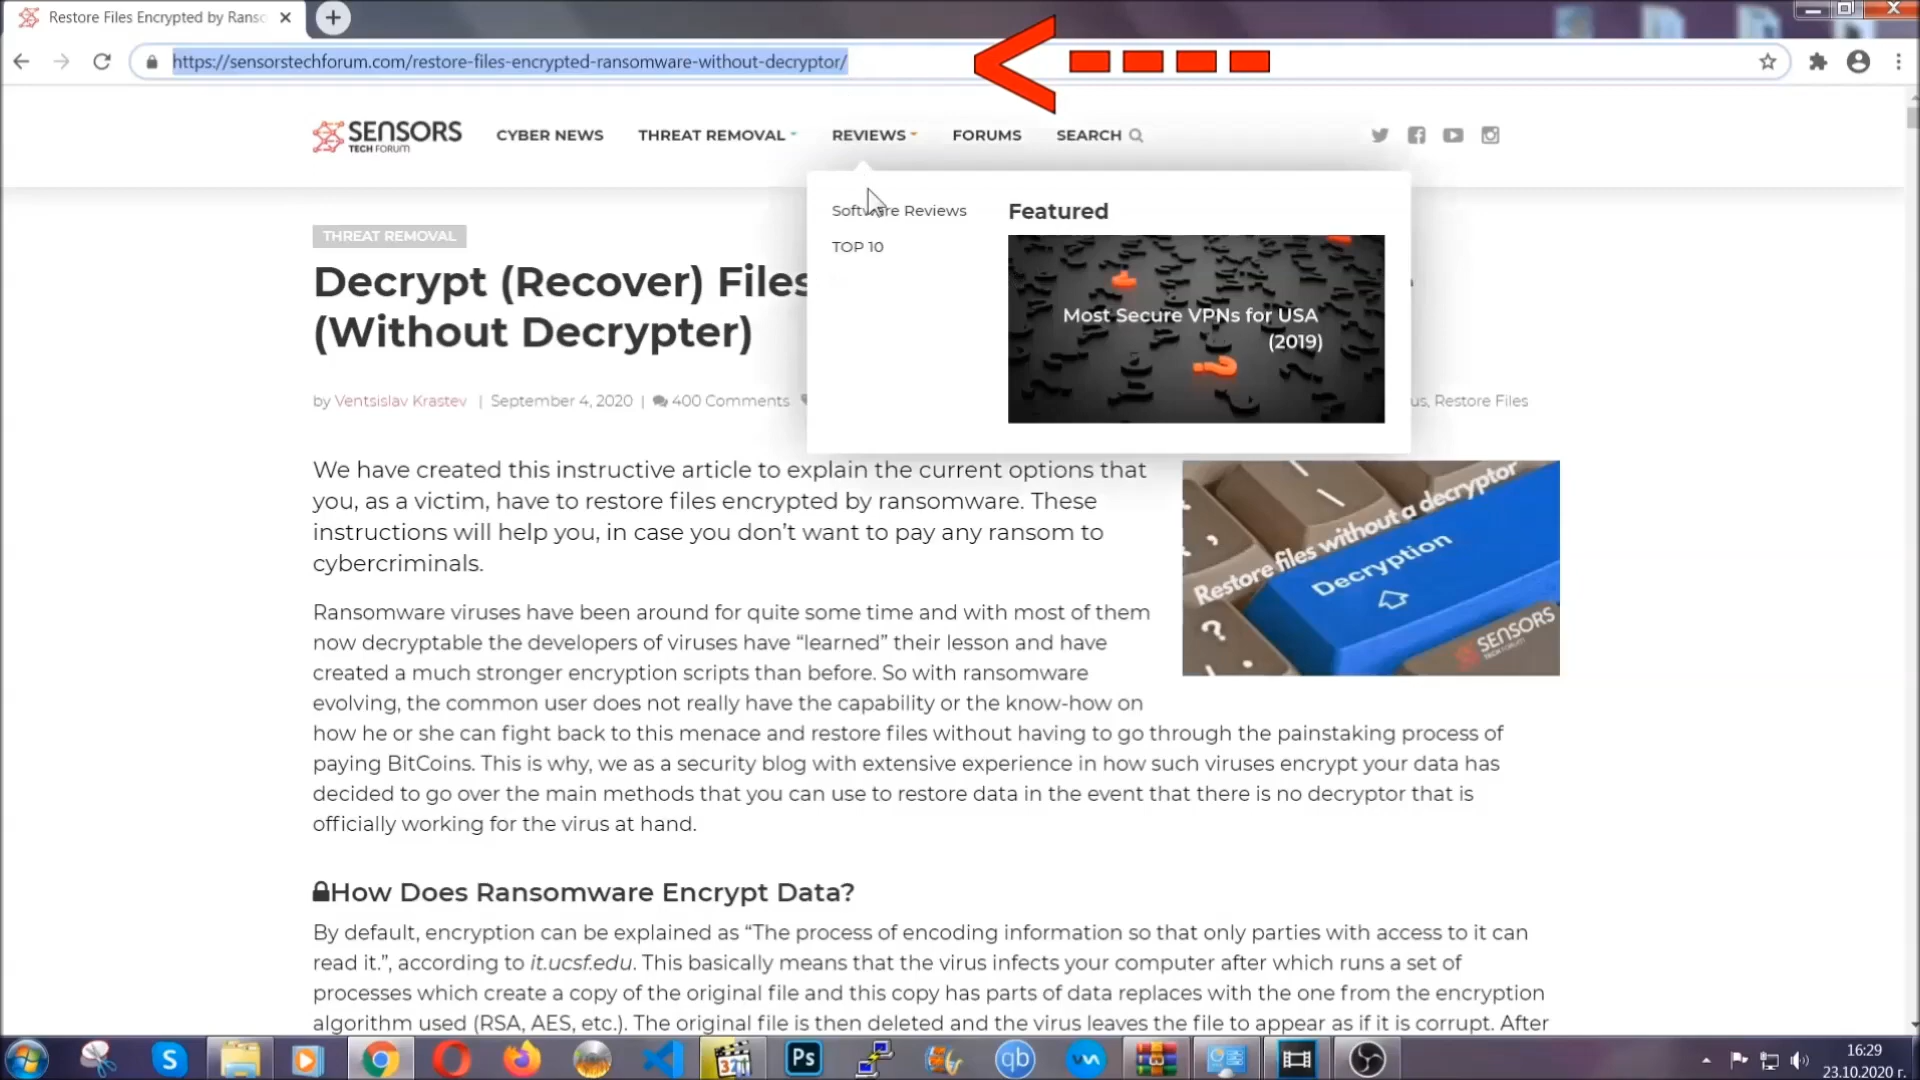 Restore Files Encrypted by Ranso
https://sensorstechforum.com/restore-files-encrypted-ransomware-without-decryptor/
SENSORS
TECH FORUM
CYBER NEWS
THREAT REMOVAL
REVIEWS
FORUMS
SEARCH
Software Reviews
TOP 10
Featured
Most Secure VPNs for USA
(2019)
THREAT REMOVAL
Decrypt (Recover) Files
(Without Decrypter)
by Ventsislav Krastev | September 4, 2020 | 400 Comments
us, Restore Files
We have created this instructive article to explain the current options that
you, as a victim, have to restore files encrypted by ransomware. These
instructions will help you, in case you don’t want to pay any ransom to
cybercriminals.
Restore files without a decryptor
Decryption
SENSORS
Ransomware viruses have been around for quite some time and with most of them
now decryptable the developers of viruses have “learned” their lesson and have
created a much stronger encryption scripts than before. So with ransomware
evolving, the common user does not really have the capability or the know-how on
how he or she can fight back to this menace and restore files without having to go through the painstaking process of
paying BitCoins. This is why, we as a security blog with extensive experience in how such viruses encrypt your data has
decided to go over the main methods that you can use to restore data in the event that there is no decryptor that is
officially working for the virus at hand.
How Does Ransomware Encrypt Data?
By default, encryption can be explained as “The process of encoding information so that only parties with access to it can
read it.”, according to it.ucsf.edu. This basically means that the virus infects your computer after which runs a set of
processes which create a copy of the original file and this copy has parts of data replaces with the one from the encryption
algorithm used (RSA, AES, etc.). The original file is then deleted and the virus leaves the file to appear as if it is corrupt. After
321
Ps
qb
16:29
23.10.2020 г.